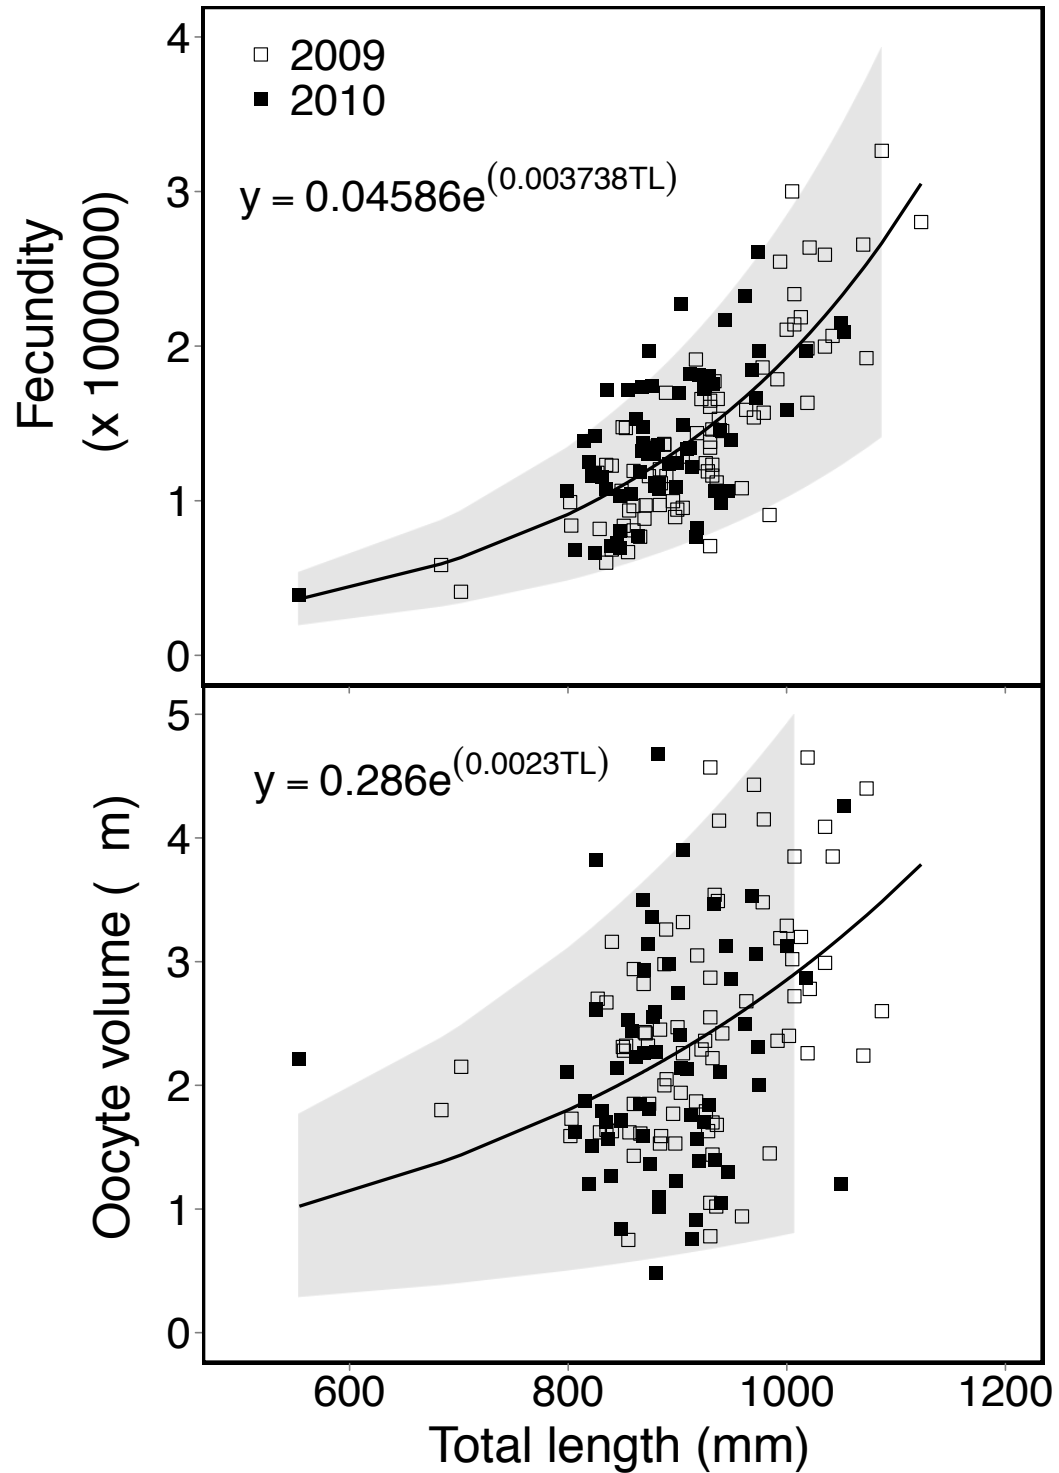 4
3
2
1
0
Fecundity
(x 1000000)
2009
2010
y = 0.04586e^(0.003738TL)
5
4
3
2
1
0
Oocyte volume ( m)
y = 0.286e^(0.0023TL)
600 800 1000 1200
Total length (mm)